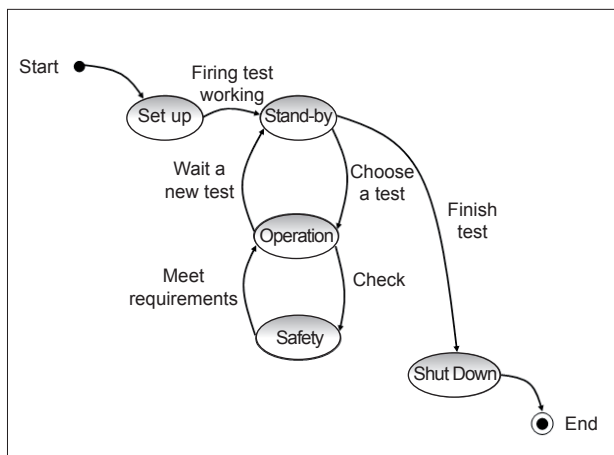 Start
Firing test
working
Set up
Stand-by
Wait a
new test
Choose
a test
Finish
test
Operation
Meet
requirements
Check
Safety
Shut Down
End